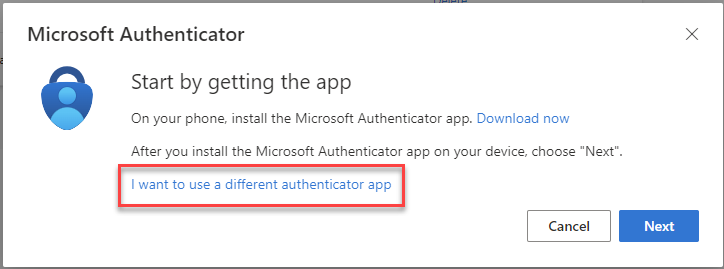 Delete
Microsoft Authenticator
Start by getting the app
On your phone, install the Microsoft Authenticator app. Download now
After you install the Microsoft Authenticator app on your device, choose "Next".
I want to use a different authenticator app
Cancel
Next